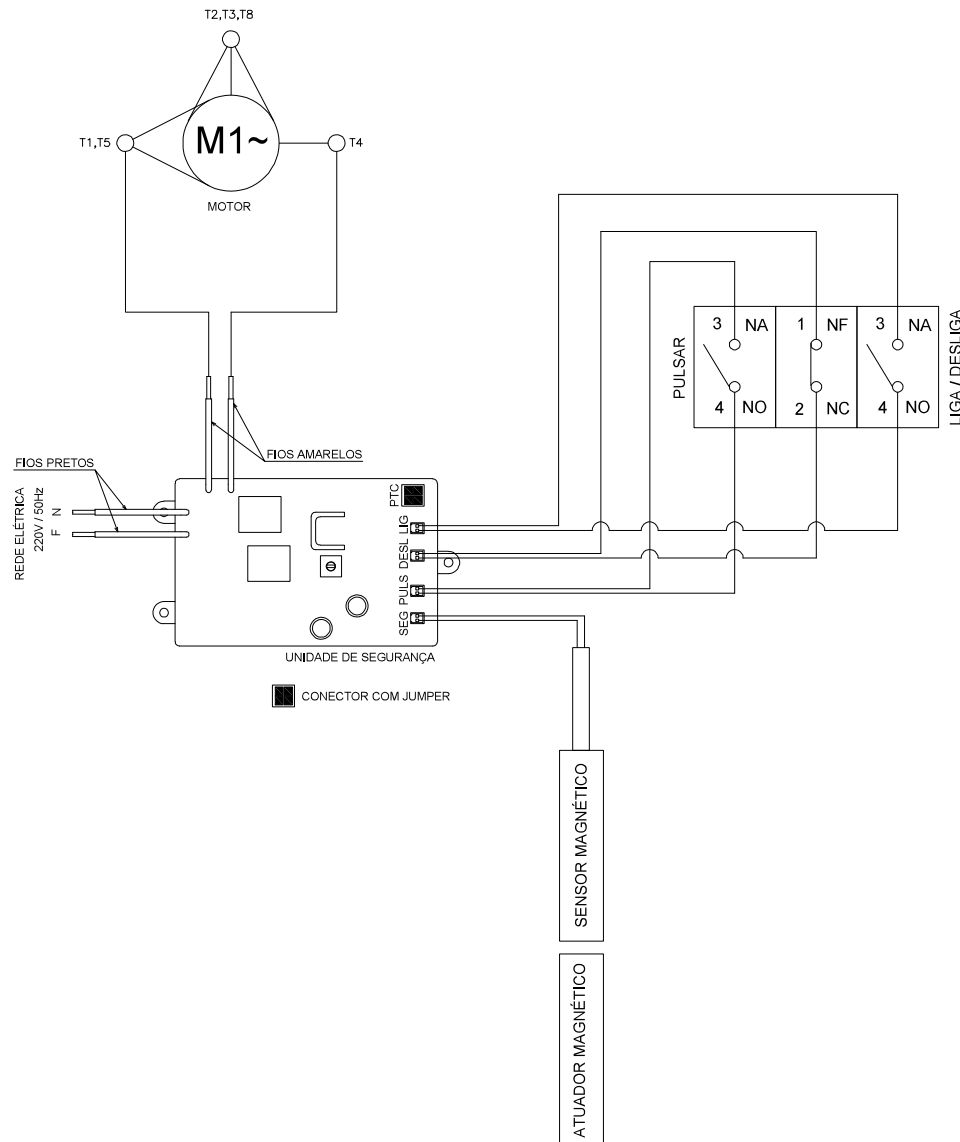 T2,T3,T8
T1,T5
M1~
T4
MOTOR
3 NA
1 NF
3 NA
PULSAR
4 NO
2 NC
4 NO
LIGA / DESLIGA
FIOS AMARELOS
FIOS PRETOS
REDE ELÉTRICA
220V / 50Hz
F N
PTC
LIG
DESL
PULS
SEG
UNIDADE DE SEGURANÇA
CONECTOR COM JUMPER
SENSOR MAGNÉTICO
ATUADOR MAGNÉTICO